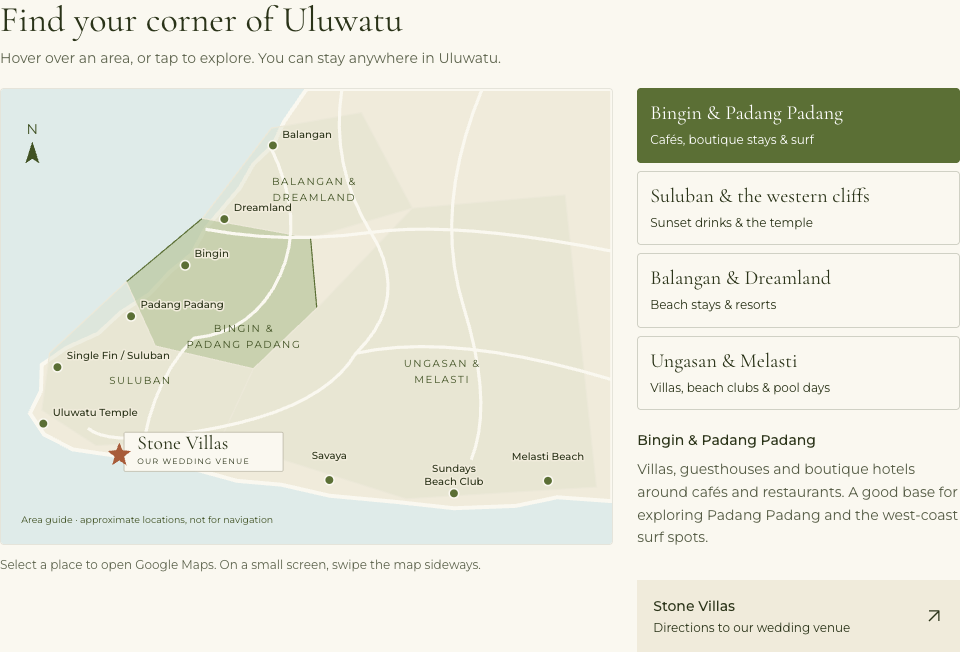 Find your corner of Uluwatu
Hover over an area, or tap to explore. You can stay anywhere in Uluwatu.
N
Balangan
BALANGAN &
DREAMLAND
Dreamland
Bingin
Padang Padang
BINGIN &
PADANG PADANG
Single Fin / Suluban
SULUBAN
UNGASAN &
MELASTI
Uluwatu Temple
Stone Villas
OUR WEDDING VENUE
Savaya
Sundays
Beach Club
Melasti Beach
Area guide · approximate locations, not for navigation
Select a place to open Google Maps. On a small screen, swipe the map sideways.
Bingin & Padang Padang
Cafés, boutique stays & surf
Suluban & the western cliffs
Sunset drinks & the temple
Balangan & Dreamland
Beach stays & resorts
Ungasan & Melasti
Villas, beach clubs & pool days
Bingin & Padang Padang
Villas, guesthouses and boutique hotels
around cafés and restaurants. A good base for
exploring Padang Padang and the west-coast
surf spots.
Stone Villas
Directions to our wedding venue